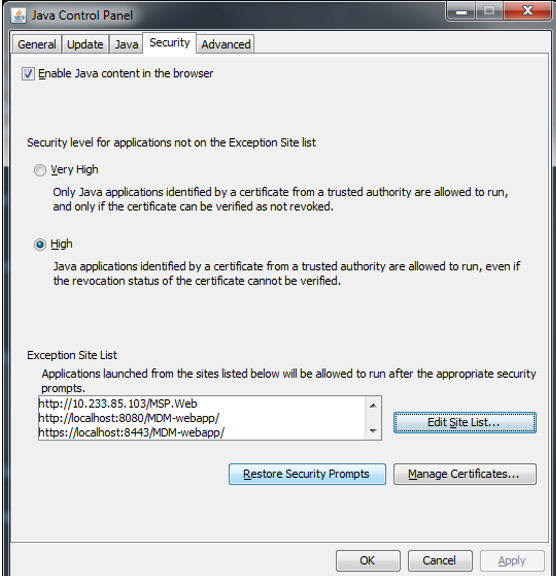 Java Control Panel
General Update Java Security Advanced
Enable Java content in the browser
Security level for applications not on the Exception Site list
Very High
Only Java applications identified by a certificate from a trusted authority are allowed to run,
and only if the certificate can be verified as not revoked.
High
Java applications identified by a certificate from a trusted authority are allowed to run, even if
the revocation status of the certificate cannot be verified.
Exception Site List
Applications launched from the sites listed below will be allowed to run after the appropriate security
prompts.
http://10.233.85.103/MSP.Web
http://localhost:8080/MDM-webapp/
https://localhost:8443/MDM-webapp/
Edit Site List...
Restore Security Prompts Manage Certificates...
OK Cancel Apply